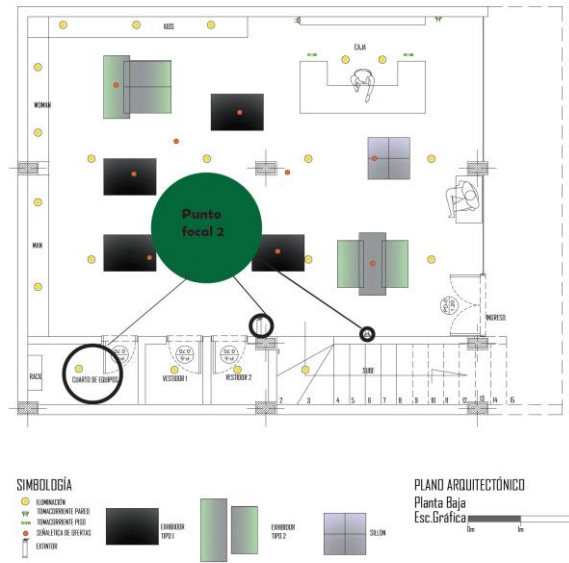 KIDS
CAJA
WOMAN
MAN
Punto
focal 2
INGRESO
RACK
CUARTO DE EQUIPOS
VESTIDOR 1
VESTIDOR 2
SUBE
2 3 4 5 6 7 8 9 10 11 12 13 14 15
SIMBOLOGÍA
ILUMINACIÓN
TOMACORRIENTE PARED
TOMACORRIENTE PISO
SEÑALETICA DE OFERTAS
EXTINTOR
EXHIBIDOR
TIPO 1
EXHIBIDOR
TIPO 2
SILLON
PLANO ARQUITECTÓNICO
Planta Baja
Esc.Gráfica
0m 1m